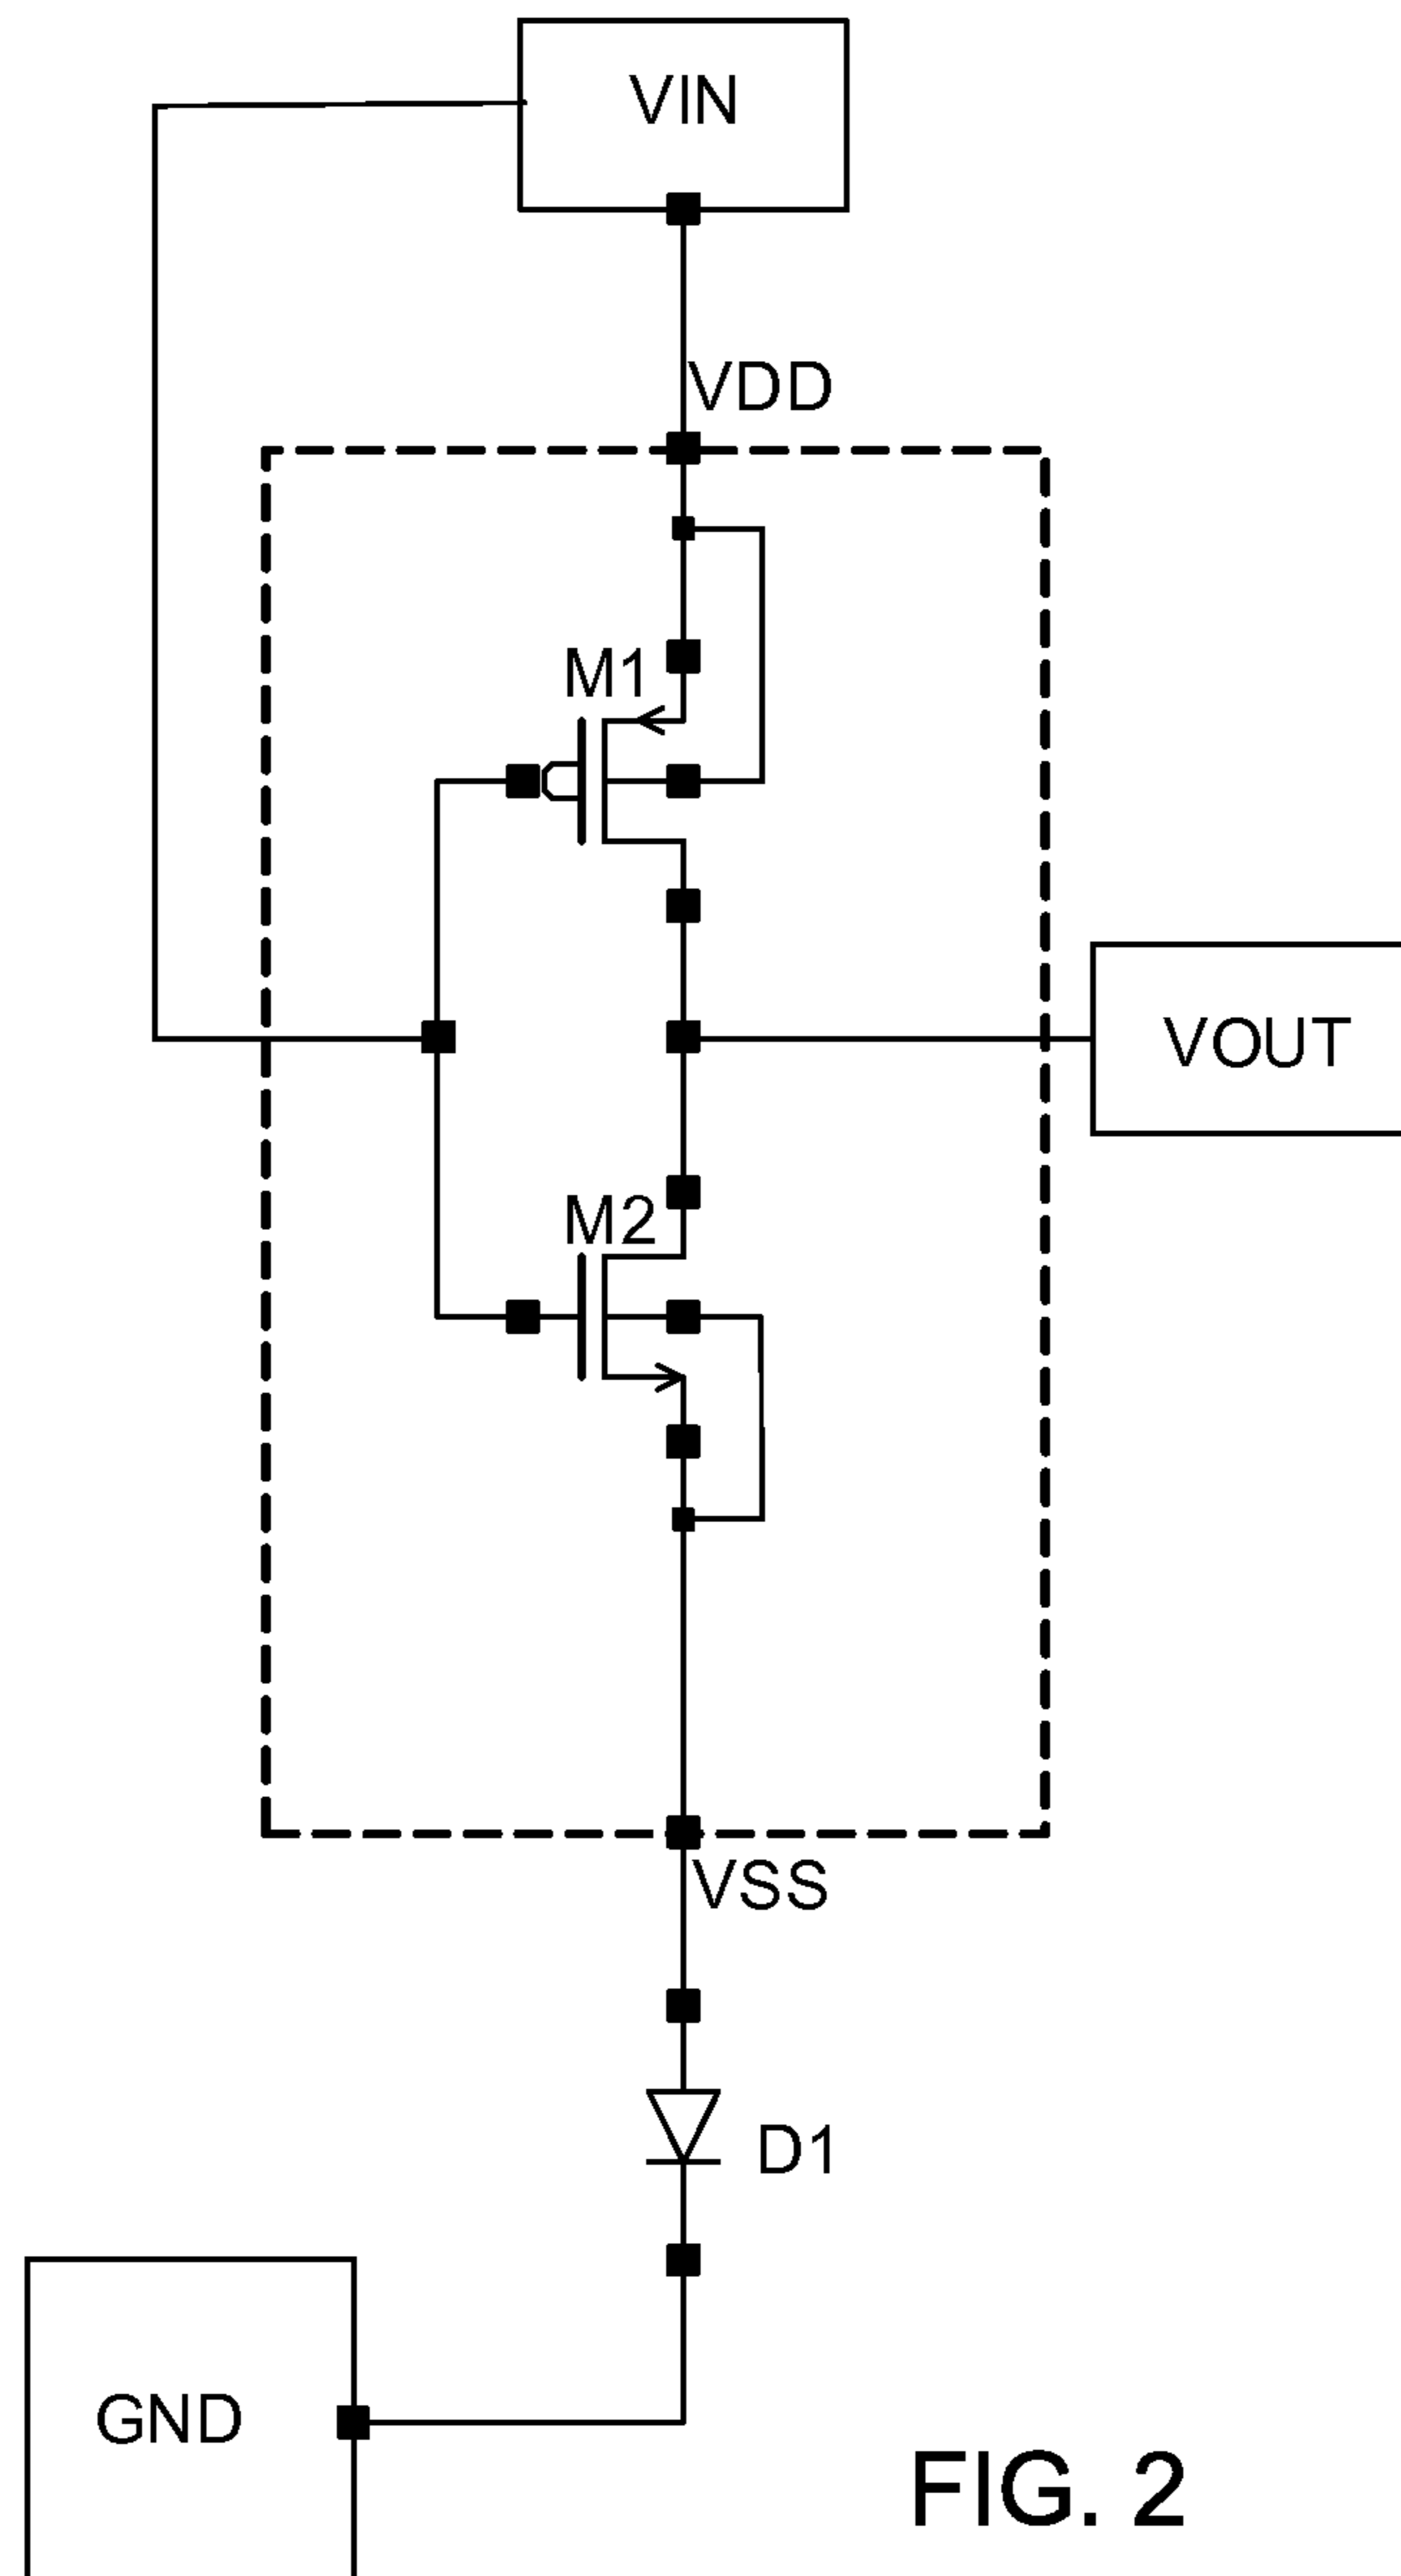 VIN
VDD
M1
VOUT
M2
VSS
D1
GND
FIG. 2